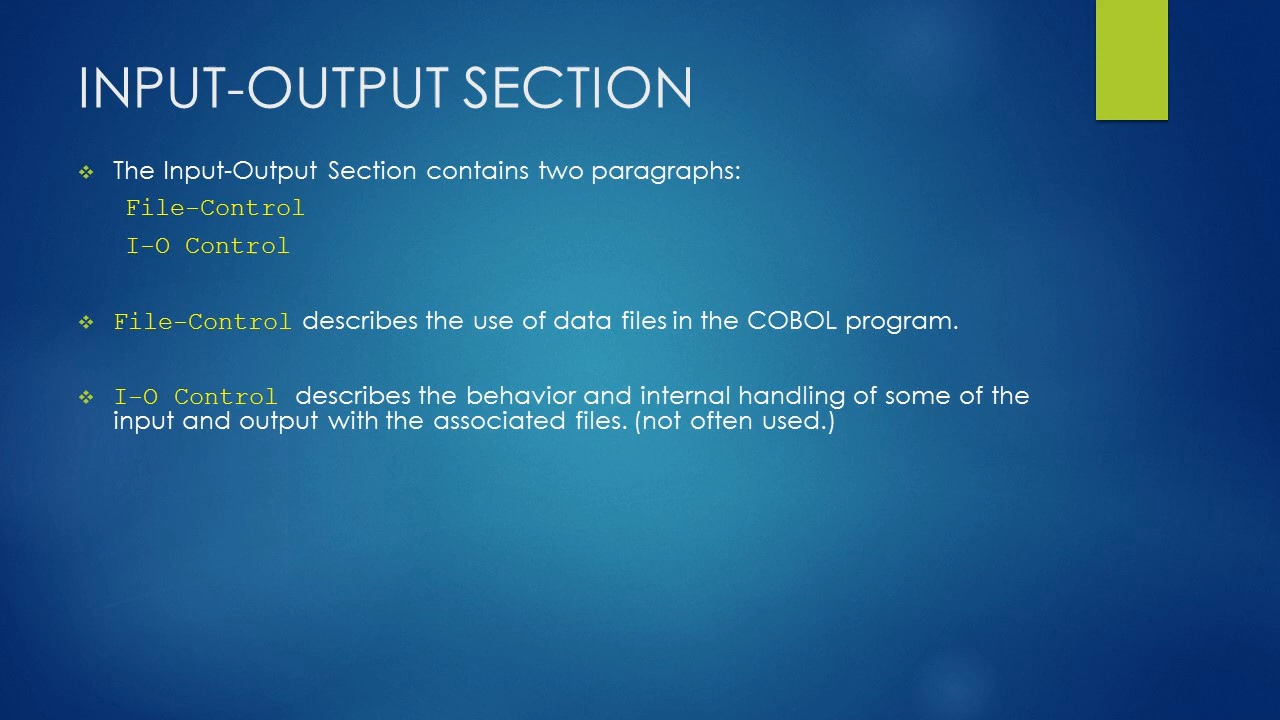 INPUT-OUTPUT SECTION
The Input-Output Section contains two paragraphs:
File-Control
I-O Control
File-Control describes the use of data files in the COBOL program.
I-O Control describes the behavior and internal handling of some of the
input and output with the associated files. (not often used.)